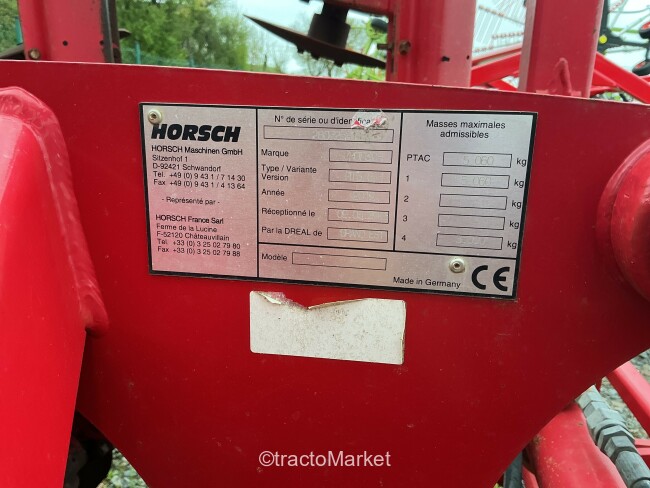 HORSCH
HORSCH Maschinen GmbH
Sitzenhof 1
D-92421 Schwandorf
Tel. +49 (0) 9 43 1 / 7 14 30
Fax +49 (0) 9 43 1 / 4 13 64
- Représenté par -
HORSCH France Sarl
Ferme de la Lucine
F-52120 Châteauvillain
Tel. +33 (0) 3 25 02 79 80
Fax +33 (0) 3 25 02 79 88
N° de série ou d'identification
Marque
Type / Variante
Version
Année
Réceptionné le
Par la DREAL de
Modèle
Masses maximales
admissibles
PTAC 5.060 kg
1 kg
2 kg
3 kg
4 kg
Made in Germany CE
©tractoMarket